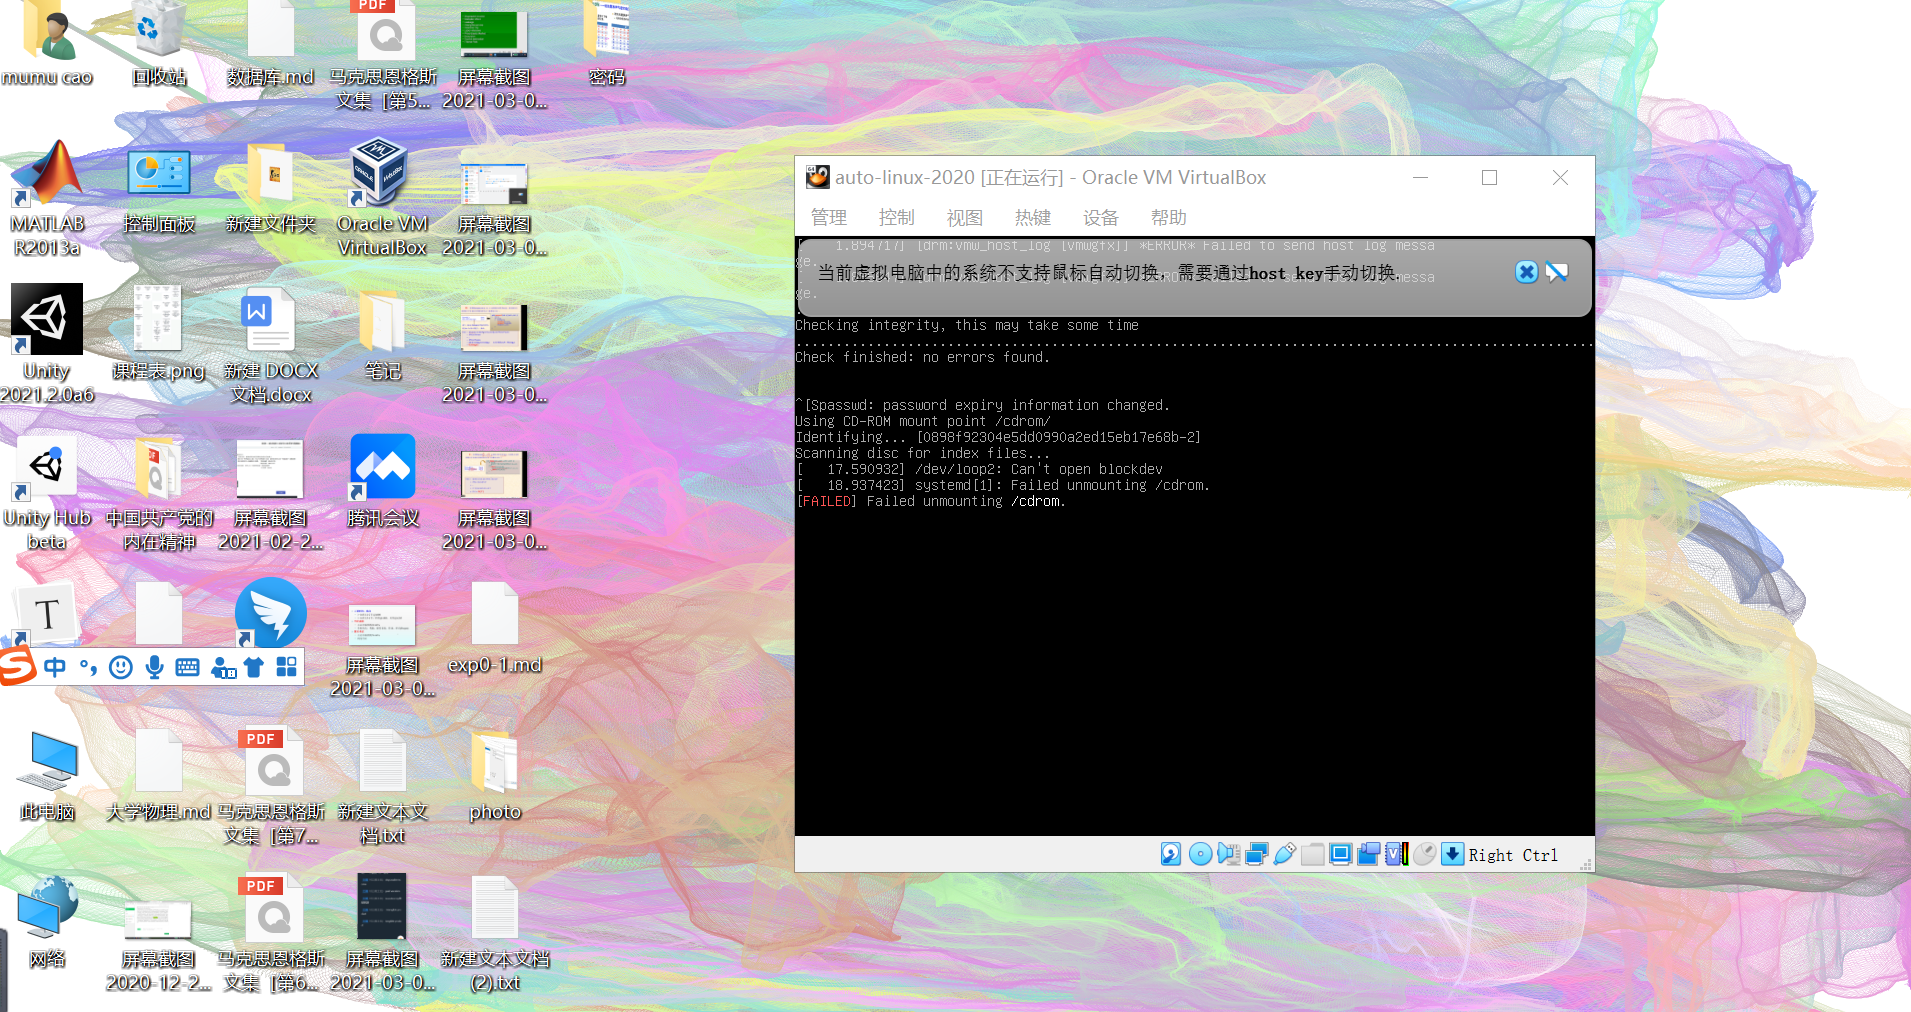 mumu cao
回收站
数据库.md
PDF
马克思恩格斯
文集［第5...
屏幕截图
2021-03-0...
密码
MATLAB
R2013a
控制面板
新建文件夹
Oracle VM
VirtualBox
屏幕截图
2021-03-0...
Unity
2021.2.0a6
课程表.png
新建 DOCX
文档.docx
笔记
屏幕截图
2021-03-0...
Unity Hub
beta
中国共产党的
内在精神
屏幕截图
2021-02-2...
腾讯会议
屏幕截图
2021-03-0...
中
屏幕截图
2021-03-0...
exp0-1.md
此电脑
大学物理.md
PDF
马克思恩格斯
文集［第7...
新建文本文
档.txt
photo
网络
屏幕截图
2020-12-2...
PDF
马克思恩格斯
文集［第6...
屏幕截图
2021-03-0...
新建文本文档
(2).txt
auto-linux-2020 [正在运行] - Oracle VM VirtualBox
管理 控制 视图 热键 设备 帮助
1.894717] [drm:vmw_host_log [vmwgfx]] *ERROR* Failed to send host log messa
ge.
当前虚拟电脑中的系统不支持鼠标自动切换，需要通过host key手动切换.
messa
ge.
Checking integrity, this may take some time
Check finished: no errors found.
^[Spasswd: password expiry information changed.
Using CD-ROM mount point /cdrom/
Identifying... [0898f92304e5dd0990a2ed15eb17e68b-2]
Scanning disc for index files...
[   17.590932] /dev/loop2: Can't open blockdev
[   18.937423] systemd[1]: Failed unmounting /cdrom.
[FAILED] Failed unmounting /cdrom.
Right Ctrl